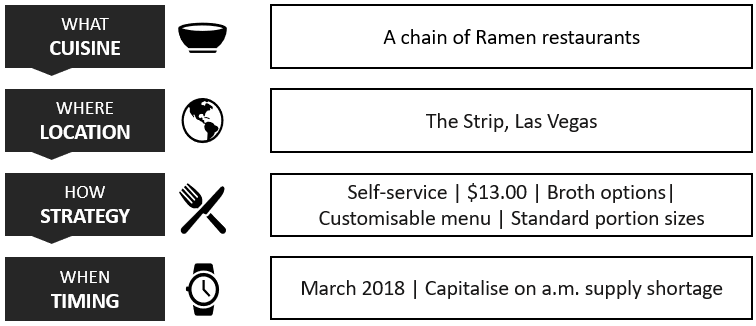 WHAT
CUISINE
A chain of Ramen restaurants
WHERE
LOCATION
The Strip, Las Vegas
HOW
STRATEGY
Self-service | $13.00 | Broth options|
Customisable menu | Standard portion sizes
WHEN
TIMING
March 2018 | Capitalise on a.m. supply shortage